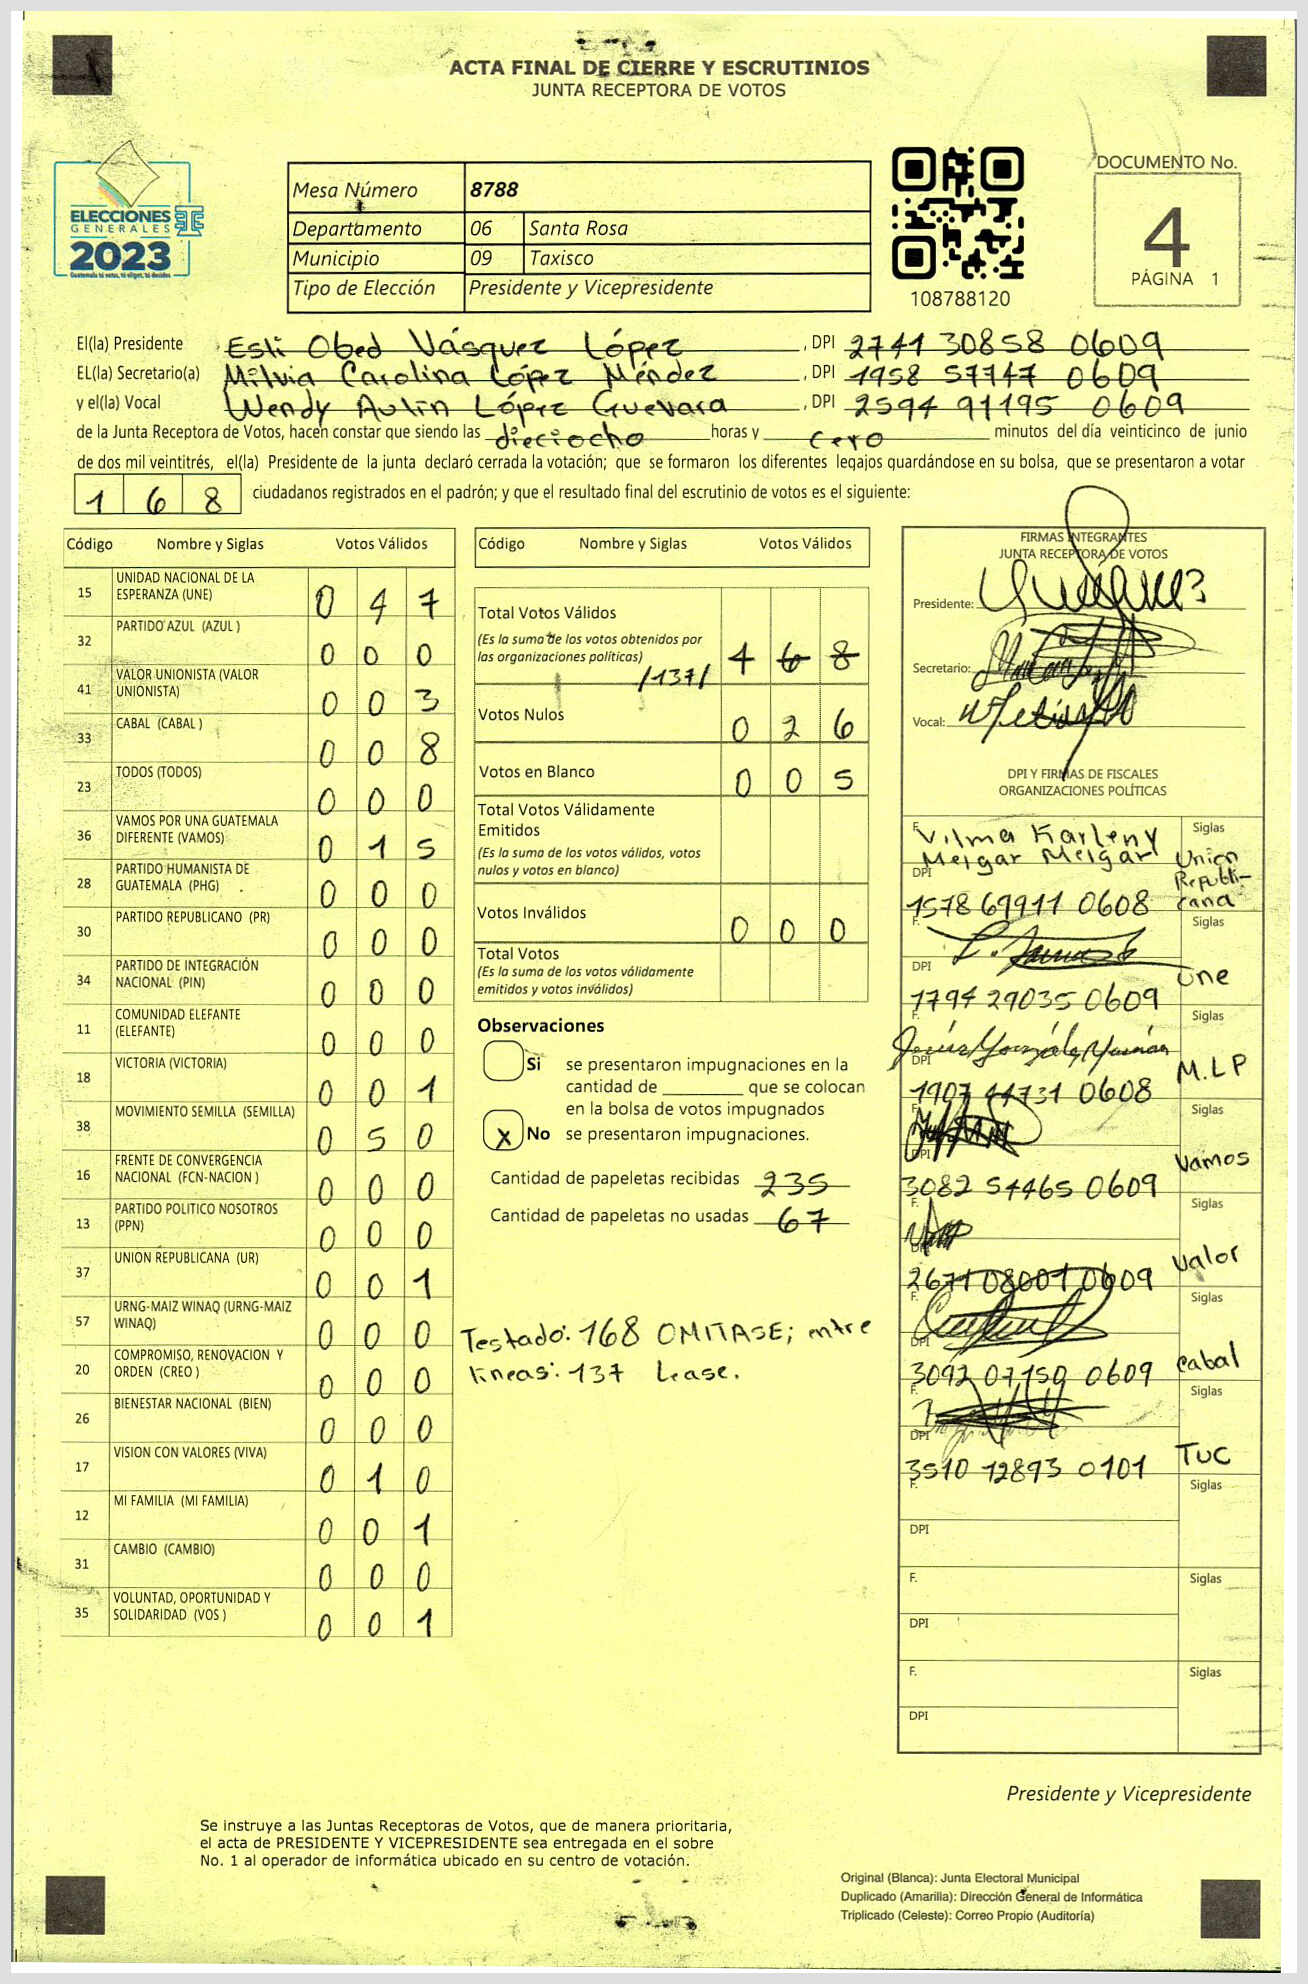 ACTA FINAL DE CIERRE Y ESCRUTINIOS
JUNTA RECEPTORA DE VOTOS
ELECCIONES
GENERALES
2023
Guatemala tú votas, tú eliges, tú decides
Mesa Número 8788
Departamento 06 Santa Rosa
Municipio 09 Taxisco
Tipo de Elección Presidente y Vicepresidente
108788120
DOCUMENTO No.
4
PÁGINA 1
El(la) Presidente Esli Obed Vásquez López, DPI 2741 30858 0609
EL(la) Secretario(a) Milvia Carolina López Méndez, DPI 1958 57747 0609
y el(la) Vocal Wendy Aulin López Guevara, DPI 2594 91195 0609
de la Junta Receptora de Votos, hacen constar que siendo las dieciocho horas y cero minutos del día veinticinco de junio
de dos mil veintitrés, el(la) Presidente de la junta declaró cerrada la votación; que se formaron los diferentes legajos guardándose en su bolsa, que se presentaron a votar
168 ciudadanos registrados en el padrón; y que el resultado final del escrutinio de votos es el siguiente:
Código Nombre y Siglas Votos Válidos
15 UNIDAD NACIONAL DE LA ESPERANZA (UNE) 0 4 7
32 PARTIDO AZUL (AZUL ) 0 0 0
41 VALOR UNIONISTA (VALOR UNIONISTA) 0 0 3
33 CABAL (CABAL ) 0 0 8
23 TODOS (TODOS) 0 0 0
36 VAMOS POR UNA GUATEMALA DIFERENTE (VAMOS) 0 1 5
28 PARTIDO HUMANISTA DE GUATEMALA (PHG) 0 0 0
30 PARTIDO REPUBLICANO (PR) 0 0 0
34 PARTIDO DE INTEGRACIÓN NACIONAL (PIN) 0 0 0
11 COMUNIDAD ELEFANTE (ELEFANTE) 0 0 0
18 VICTORIA (VICTORIA) 0 0 1
38 MOVIMIENTO SEMILLA (SEMILLA) 0 5 0
16 FRENTE DE CONVERGENCIA NACIONAL (FCN-NACION ) 0 0 0
13 PARTIDO POLITICO NOSOTROS (PPN) 0 0 0
37 UNION REPUBLICANA (UR) 0 0 1
57 URNG-MAIZ WINAQ (URNG-MAIZ WINAQ) 0 0 0
20 COMPROMISO, RENOVACION Y ORDEN (CREO ) 0 0 0
26 BIENESTAR NACIONAL (BIEN) 0 0 0
17 VISION CON VALORES (VIVA) 0 1 0
12 MI FAMILIA (MI FAMILIA) 0 0 1
31 CAMBIO (CAMBIO) 0 0 0
35 VOLUNTAD, OPORTUNIDAD Y SOLIDARIDAD (VOS ) 0 0 1
Código Nombre y Siglas Votos Válidos
Total Votos Válidos
(Es la suma de los votos obtenidos por
las organizaciones políticas) /137/ 1 6 8
Votos Nulos 0 2 6
Votos en Blanco 0 0 5
Total Votos Válidamente
Emitidos
(Es la suma de los votos válidos, votos
nulos y votos en blanco)
Votos Inválidos 0 0 0
Total Votos
(Es la suma de los votos válidamente
emitidos y votos inválidos)
Observaciones
Si se presentaron impugnaciones en la
cantidad de ________ que se colocan
en la bolsa de votos impugnados
X No se presentaron impugnaciones.
Cantidad de papeletas recibidas 235
Cantidad de papeletas no usadas 67
Testado: 168 OMITASE; entre
lineas: 137 Lease.
FIRMAS INTEGRANTES
JUNTA RECEPTORA DE VOTOS
Presidente:
Secretario:
Vocal:
DPI Y FIRMAS DE FISCALES
ORGANIZACIONES POLÍTICAS
F. Vilma Karleny Siglas
Melgar Melgar Union
DPI Republi-
1578 69911 0608 cana
F. Siglas
DPI Une
1794 29035 0609
F. Siglas
DPI M.L.P
1907 44731 0608
F. Siglas
DPI Vamos
3082 54465 0609
F. Siglas
DPI Valor
2671 08001 0609
F. Siglas
DPI Cabal
3092 07150 0609
F. Siglas
DPI TUC
3510 12893 0101
F. Siglas
DPI
F. Siglas
DPI
F. Siglas
DPI
Presidente y Vicepresidente
Se instruye a las Juntas Receptoras de Votos, que de manera prioritaria,
el acta de PRESIDENTE Y VICEPRESIDENTE sea entregada en el sobre
No. 1 al operador de informática ubicado en su centro de votación.
Original (Blanca): Junta Electoral Municipal
Duplicado (Amarilla): Dirección General de Informática
Triplicado (Celeste): Correo Propio (Auditoría)